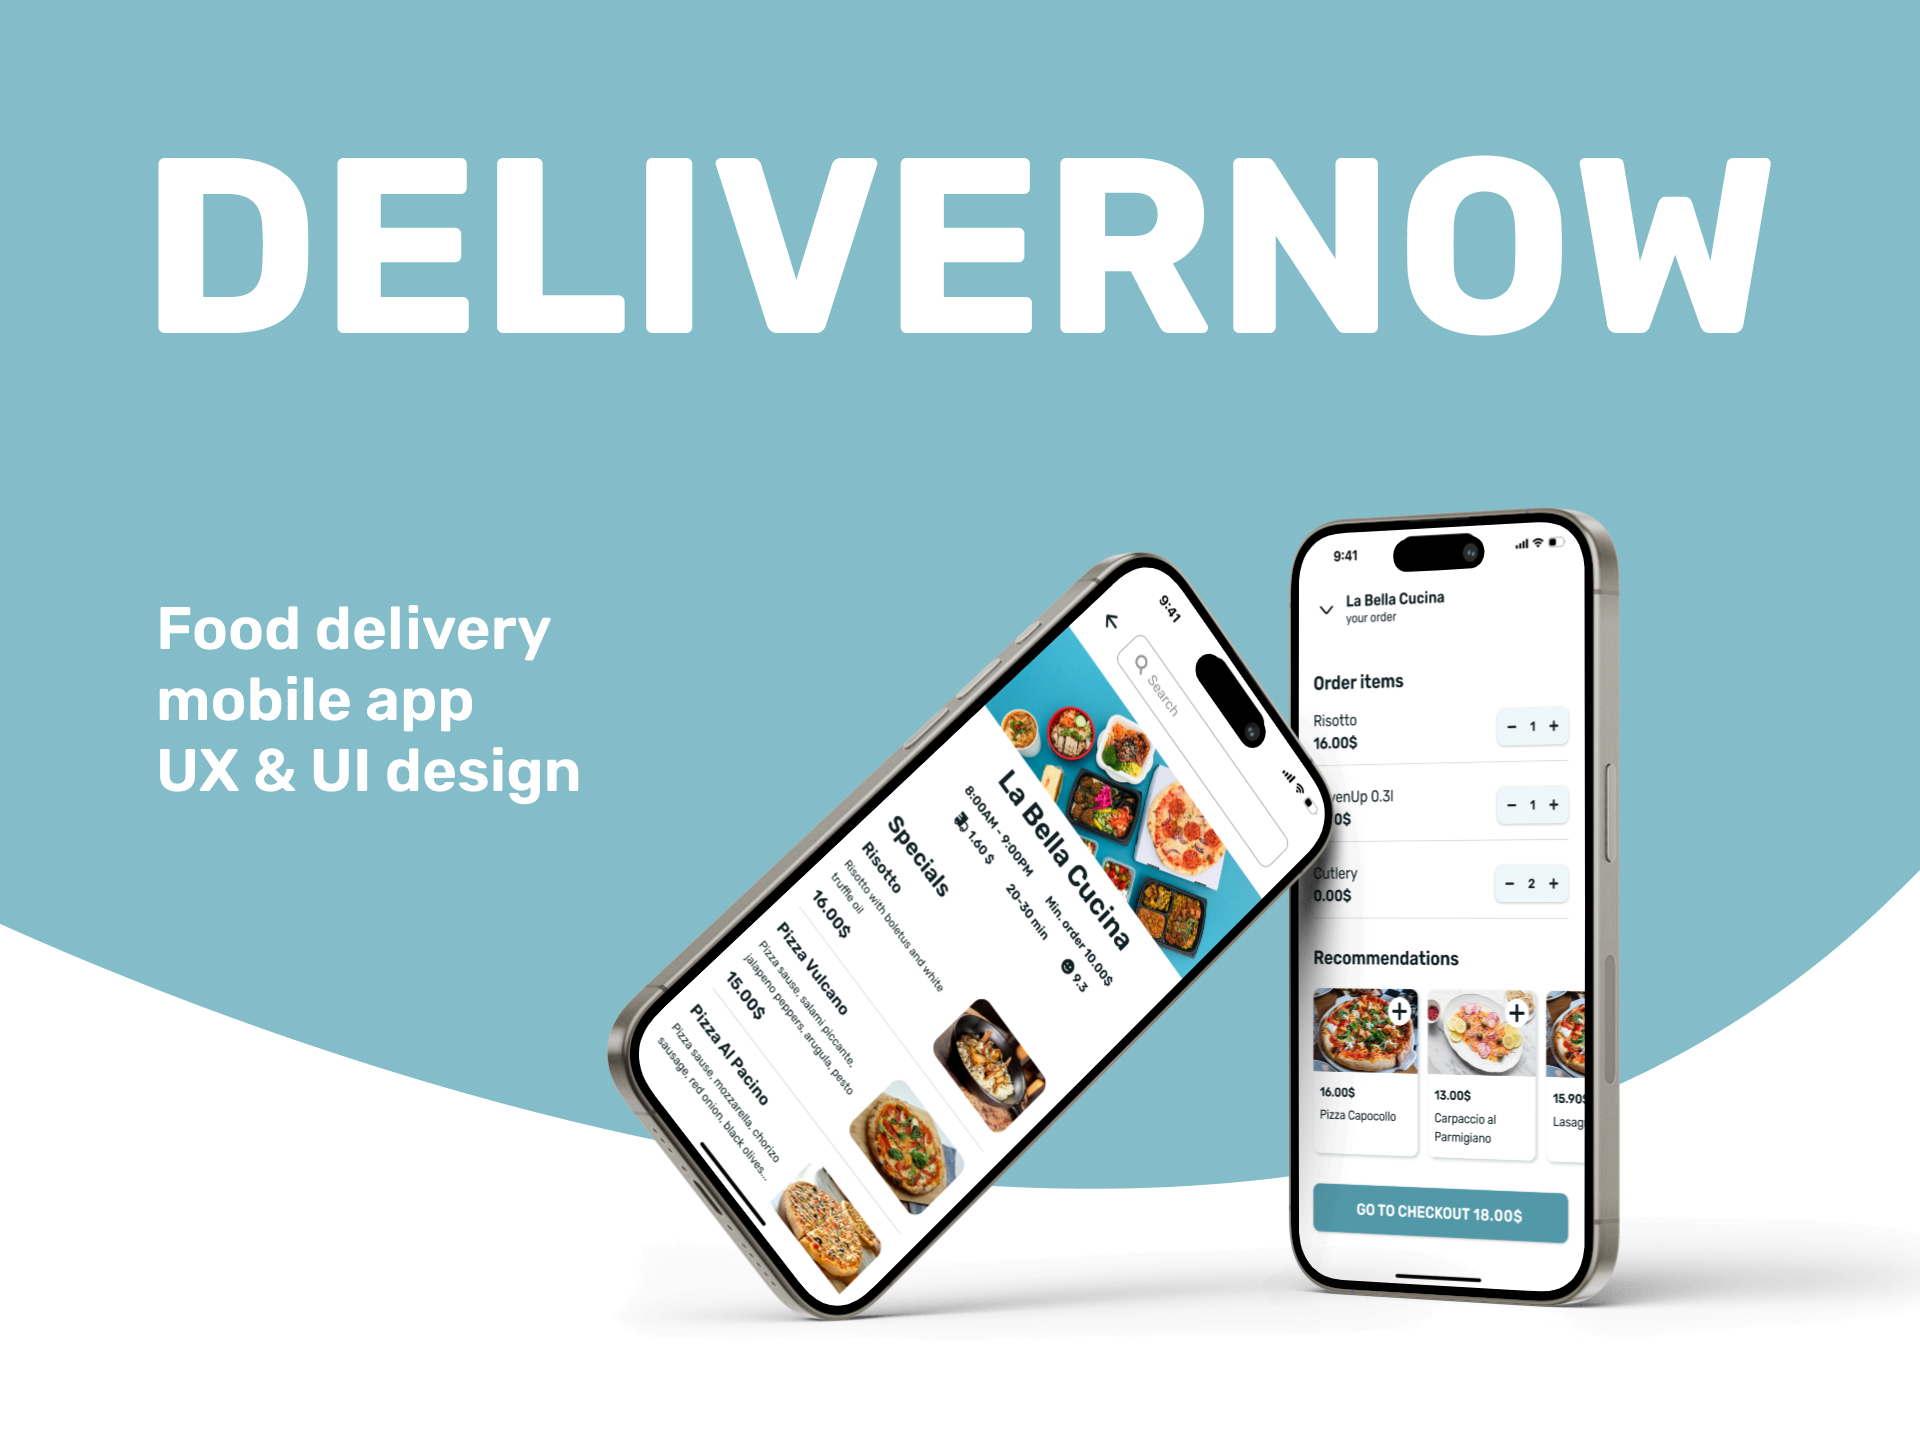 DELIVERNOW
Food delivery
mobile app
UX & UI design
9:41
Search
La Bella Cucina
8:00AM - 9:00PM
Min. order 10.00$
1.60 $
20-30 min
9.3
Specials
Risotto
Risotto with boletus and white
truffle oil
16.00$
Pizza Vulcano
Pizza sause, salami piccante,
jalapeno peppers, arugula, pesto
15.00$
Pizza Al Pacino
Pizza sause, mozzarella, chorizo
sausage, red onion, black olives...
9:41
La Bella Cucina
your order
Order items
Risotto
16.00$
- 1 +
venUp 0.3l
0$
- 1 +
Cutlery
0.00$
- 2 +
Recommendations
16.00$
Pizza Capocollo
13.00$
Carpaccio al
Parmigiano
15.90$
Lasag
GO TO CHECKOUT 18.00$